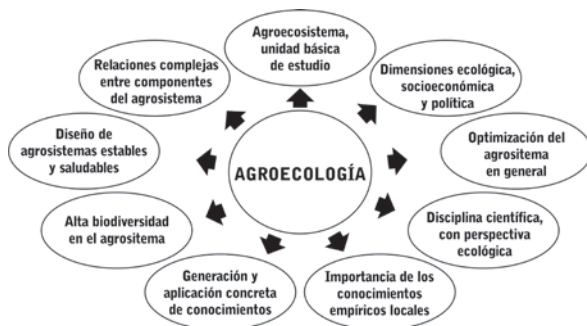 Agroecosistema,
unidad básica
de estudio
Relaciones complejas
entre componentes
del agrosistema
Dimensiones ecológica,
socioeconómica
y política
Diseño de
agrosistemas estables
y saludables
AGROECOLOGÍA
Optimización del
agrositema
en general
Alta biodiversidad
en el agrositema
Disciplina científica,
con perspectiva
ecológica
Generación y
aplicación concreta
de conocimientos
Importancia de los
conocimientos
empíricos locales